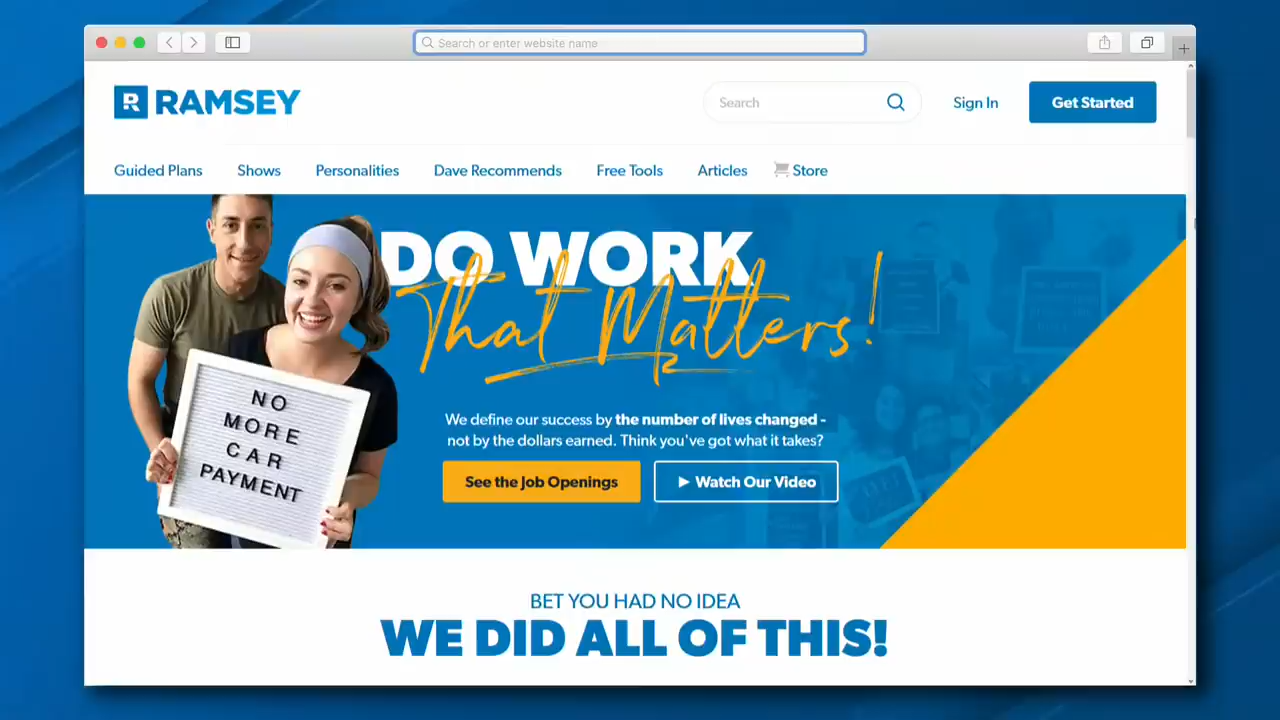 Search or enter website name
RAMSEY
Search
Sign In
Get Started
Guided Plans
Shows
Personalities
Dave Recommends
Free Tools
Articles
Store
DO WORK
That Matters!
NO
MORE
CAR
PAYMENT
We define our success by the number of lives changed -
not by the dollars earned. Think you've got what it takes?
See the Job Openings
Watch Our Video
BET YOU HAD NO IDEA
WE DID ALL OF THIS!